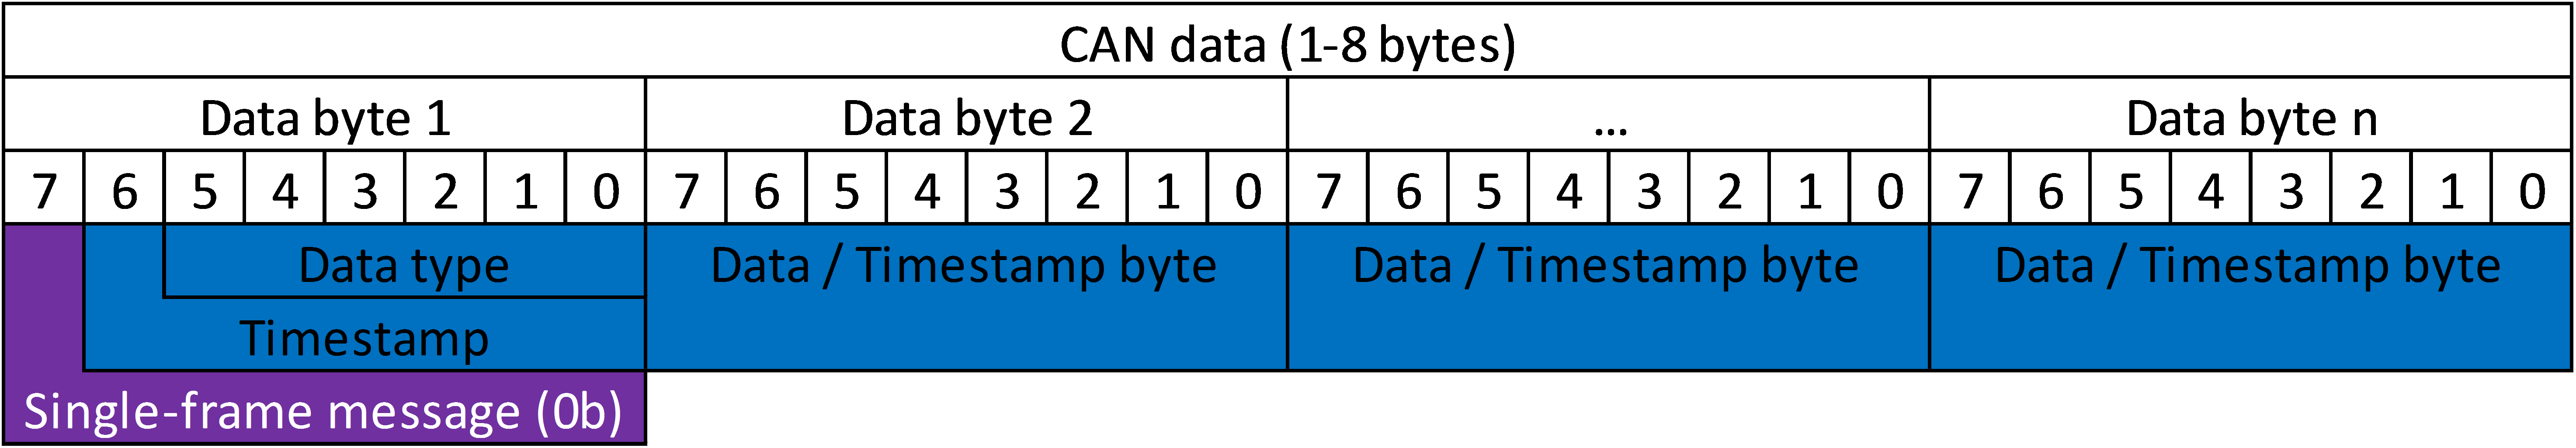 CAN data (1-8 bytes)
Data byte 1 Data byte 2 ... Data byte n
7 6 5 4 3 2 1 0 7 6 5 4 3 2 1 0 7 6 5 4 3 2 1 0 7 6 5 4 3 2 1 0
Data type Data / Timestamp byte Data / Timestamp byte Data / Timestamp byte
Timestamp
Single-frame message (0b)